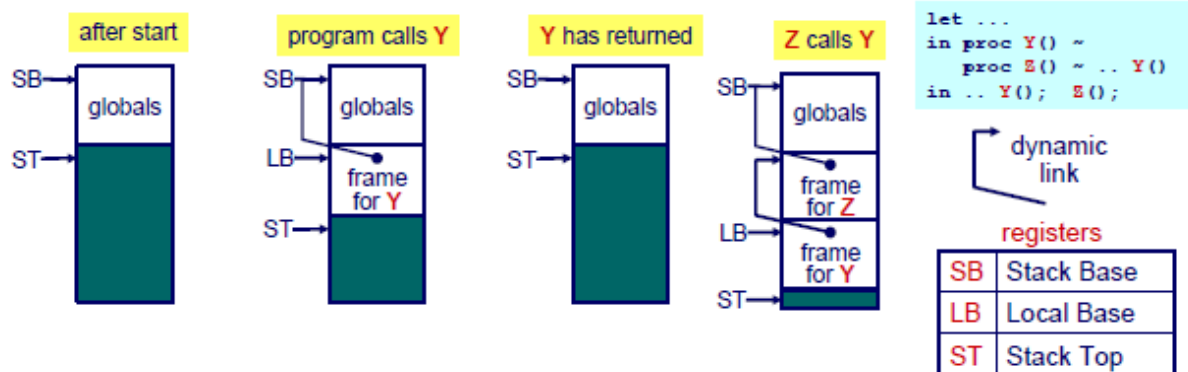 after start
SB
globals
ST
program calls Y
SB
globals
LB
frame
for Y
ST
Y has returned
SB
globals
ST
Z calls Y
SB
globals
frame
for Z
LB
frame
for Y
ST
let ...
in proc Y() ~
proc Z() ~ .. Y()
in .. Y(); Z();
dynamic
link
registers
SB Stack Base
LB Local Base
ST Stack Top